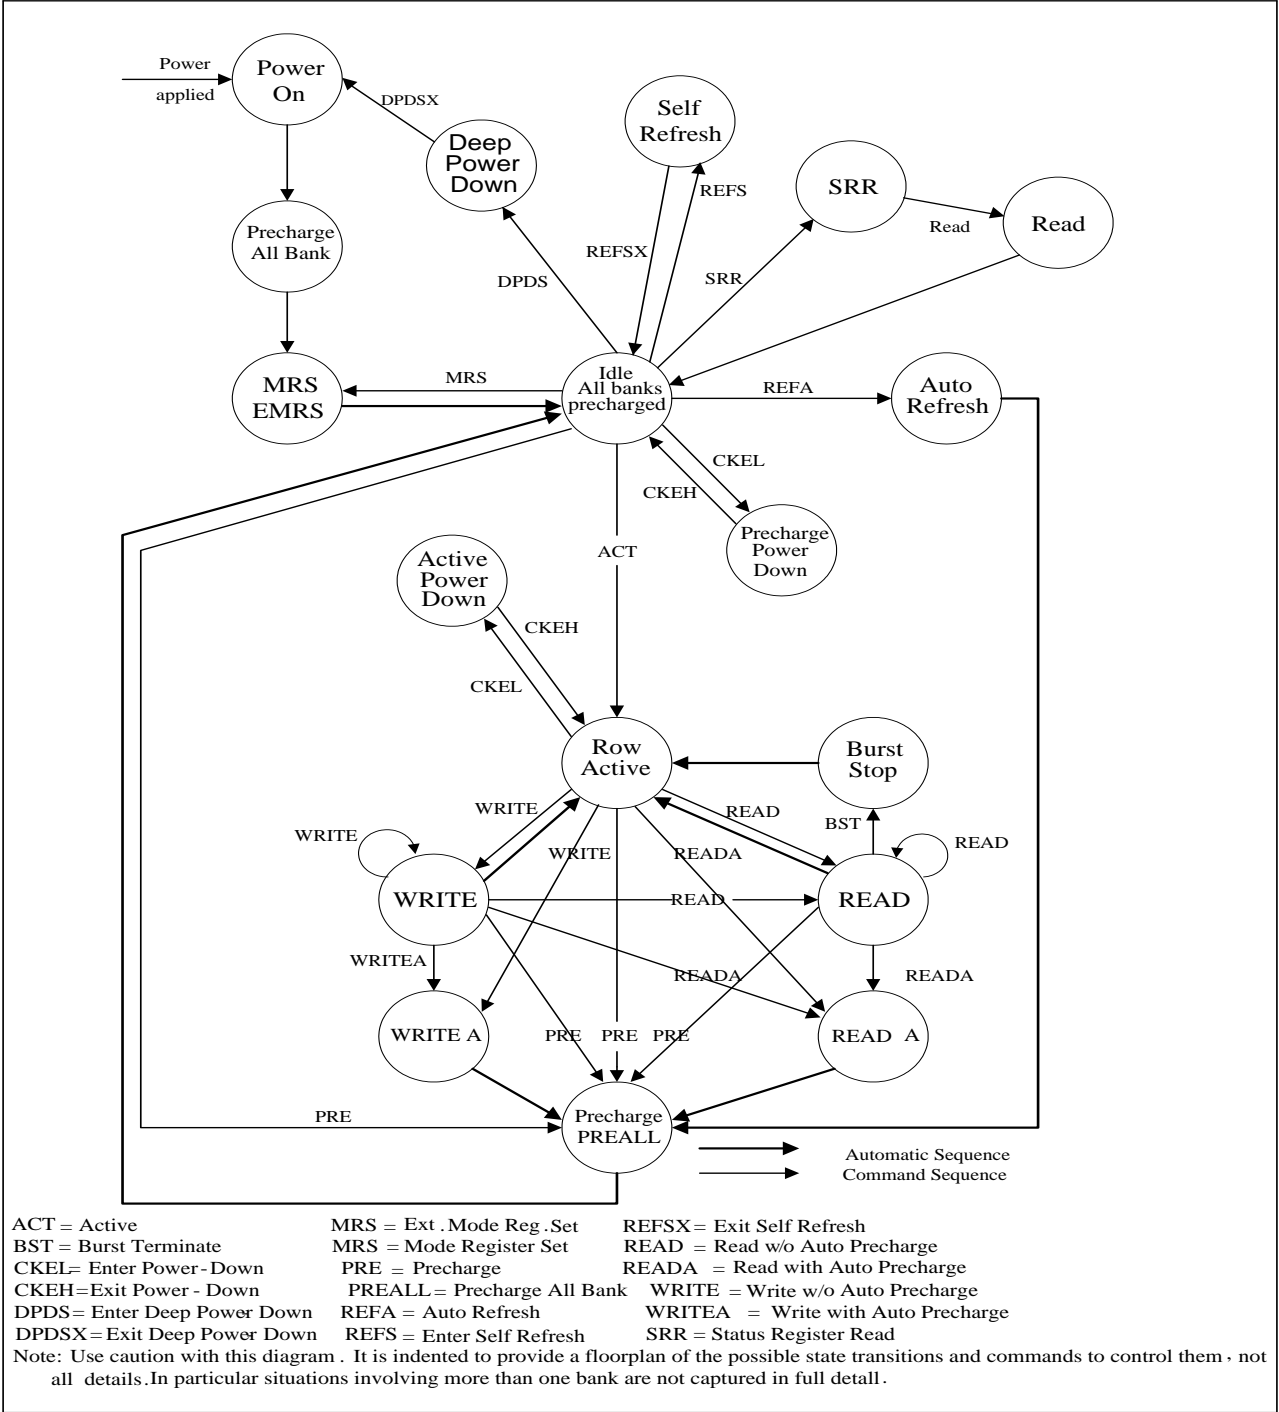 Power
applied
Power
On
DPDSX
Deep
Power
Down
Self
Refresh
REFS
SRR
Read
Read
Precharge
All Bank
REFSX
DPDS
SRR
MRS
EMRS
MRS
Idle
All banks
precharged
REFA
Auto
Refresh
CKEL
CKEH
Precharge
Power
Down
ACT
Active
Power
Down
CKEH
CKEL
Row
Active
Burst
Stop
WRITE
READ
BST
WRITE
WRITE
READA
READ
WRITE
READ
READ
WRITEA
READA
READA
WRITE A
PRE
PRE
PRE
READ A
PRE
Precharge
PREALL
Automatic Sequence
Command Sequence
ACT = Active MRS = Ext . Mode Reg . Set REFSX = Exit Self Refresh
BST = Burst Terminate MRS = Mode Register Set READ = Read w/o Auto Precharge
CKEL= Enter Power - Down PRE = Precharge READA = Read with Auto Precharge
CKEH=Exit Power - Down PREALL = Precharge All Bank WRITE = Write w/o Auto Precharge
DPDS = Enter Deep Power Down REFA = Auto Refresh WRITEA = Write with Auto Precharge
DPDSX = Exit Deep Power Down REFS = Enter Self Refresh SRR = Status Register Read
Note: Use caution with this diagram . It is indented to provide a floorplan of the possible state transitions and commands to control them , not
all details.In particular situations involving more than one bank are not captured in full detall .